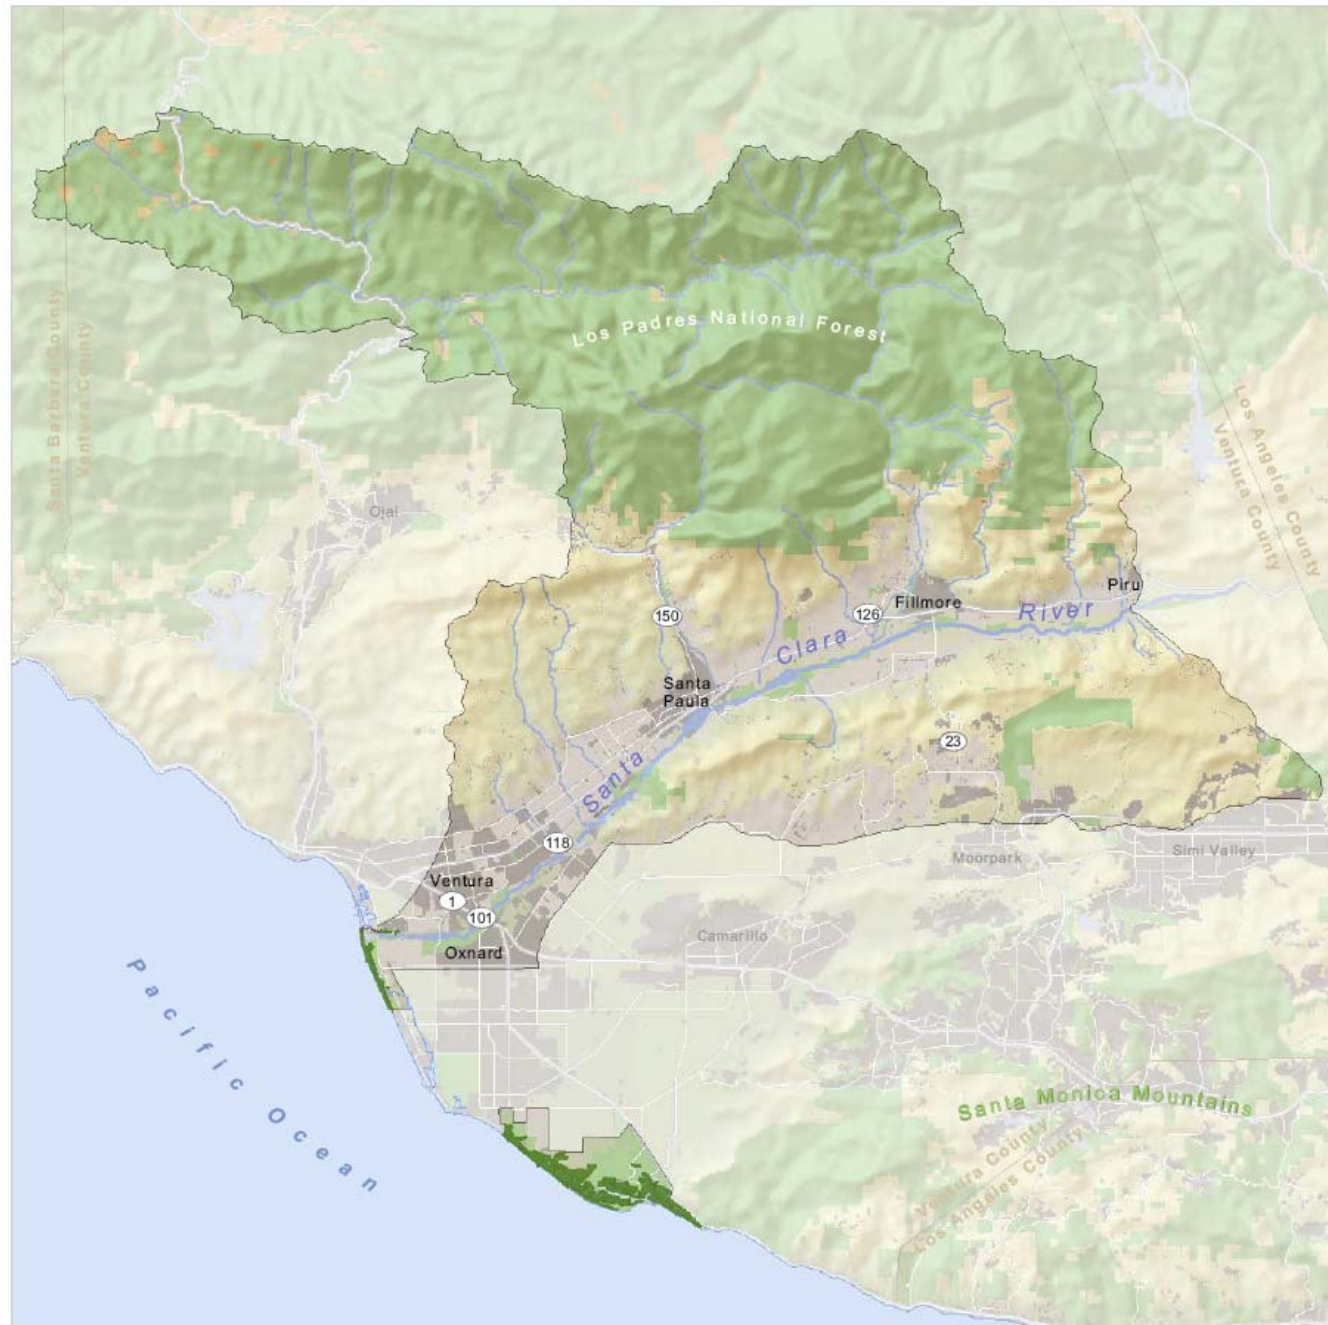 Los Padres National Forest
Santa Barbara County
Ventura County
Los Angeles County
Ventura County
Ojai
Piru
Fillmore
126
150
Santa Clara River
Santa
Paula
23
118
Moorpark
Simi Valley
Ventura
1
101
Oxnard
Camarillo
Pacific Ocean
Santa Monica Mountains
Ventura County
Los Angeles County